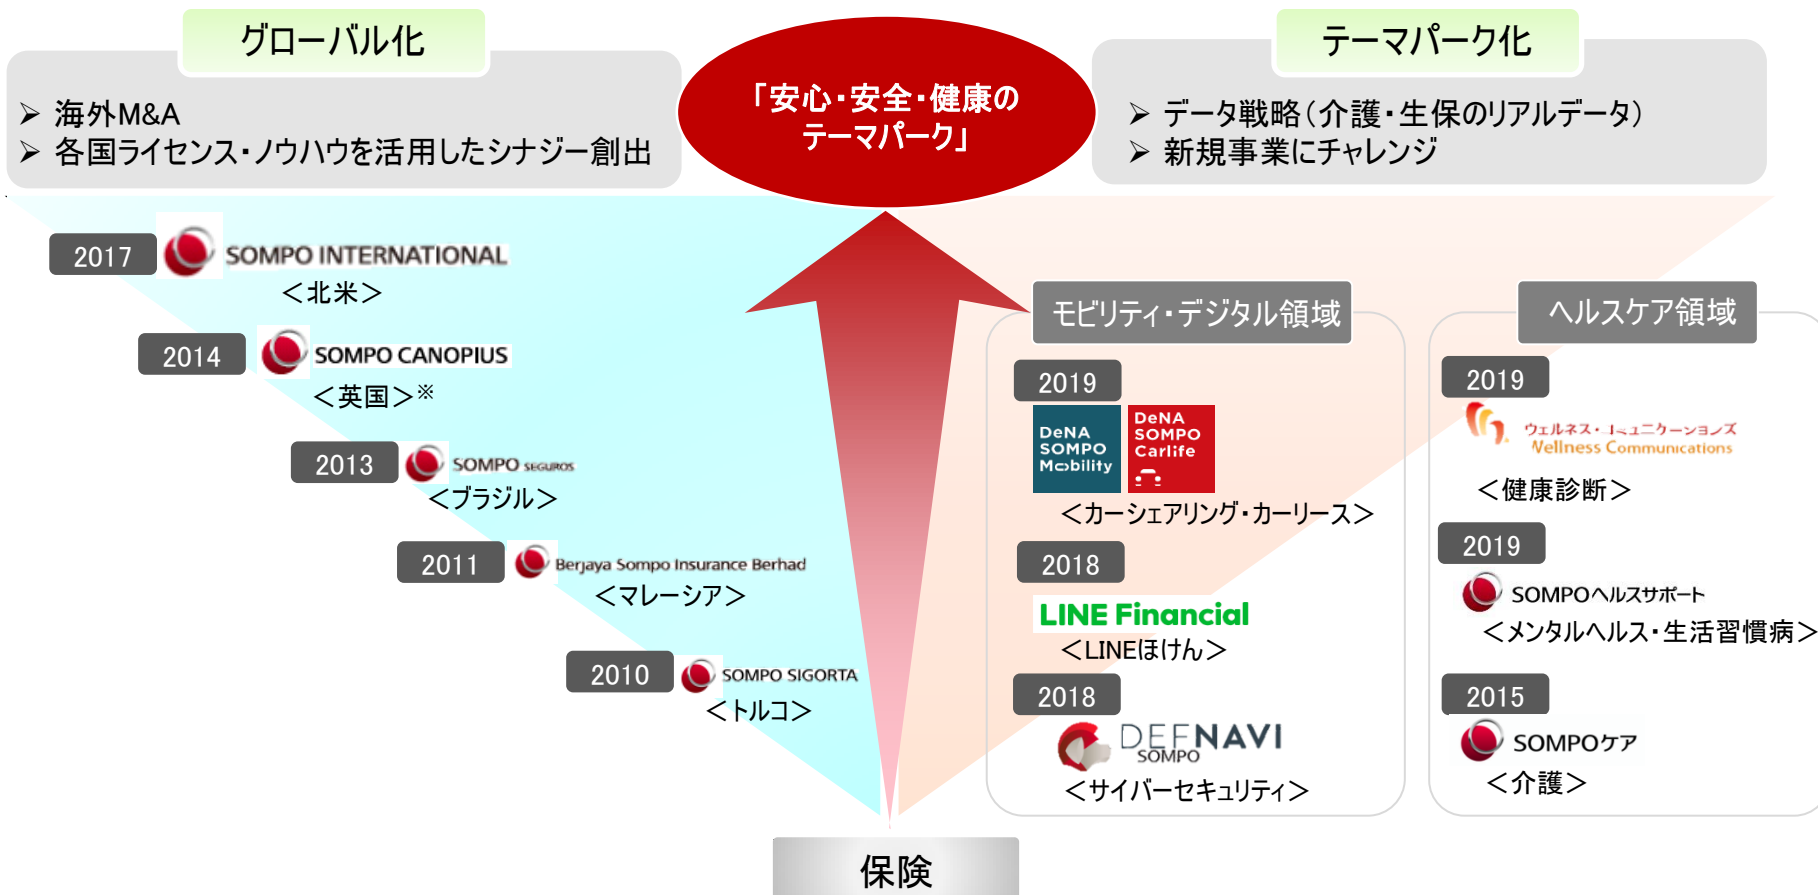 グローバル化
➢ 海外M&A
➢ 各国ライセンス・ノウハウを活用したシナジー創出
「安心・安全・健康の
テーマパーク」
テーマパーク化
➢ データ戦略（介護・生保のリアルデータ）
➢ 新規事業にチャレンジ
2017
SOMPO INTERNATIONAL
＜北米＞
2014
SOMPO CANOPIUS
＜英国＞※
2013
SOMPO SEGUROS
＜ブラジル＞
2011
Berjaya Sompo Insurance Berhad
＜マレーシア＞
2010
SOMPO SIGORTA
＜トルコ＞
モビリティ・デジタル領域
2019
DeNA
SOMPO
Mobility
DeNA
SOMPO
Carlife
＜カーシェアリング・カーリース＞
2018
LINE Financial
＜LINEほけん＞
2018
DEFNAVI
SOMPO
＜サイバーセキュリティ＞
ヘルスケア領域
2019
ウェルネス・コミュニケーションズ
Wellness Communications
＜健康診断＞
2019
SOMPOヘルスサポート
＜メンタルヘルス・生活習慣病＞
2015
SOMPOケア
＜介護＞
保険